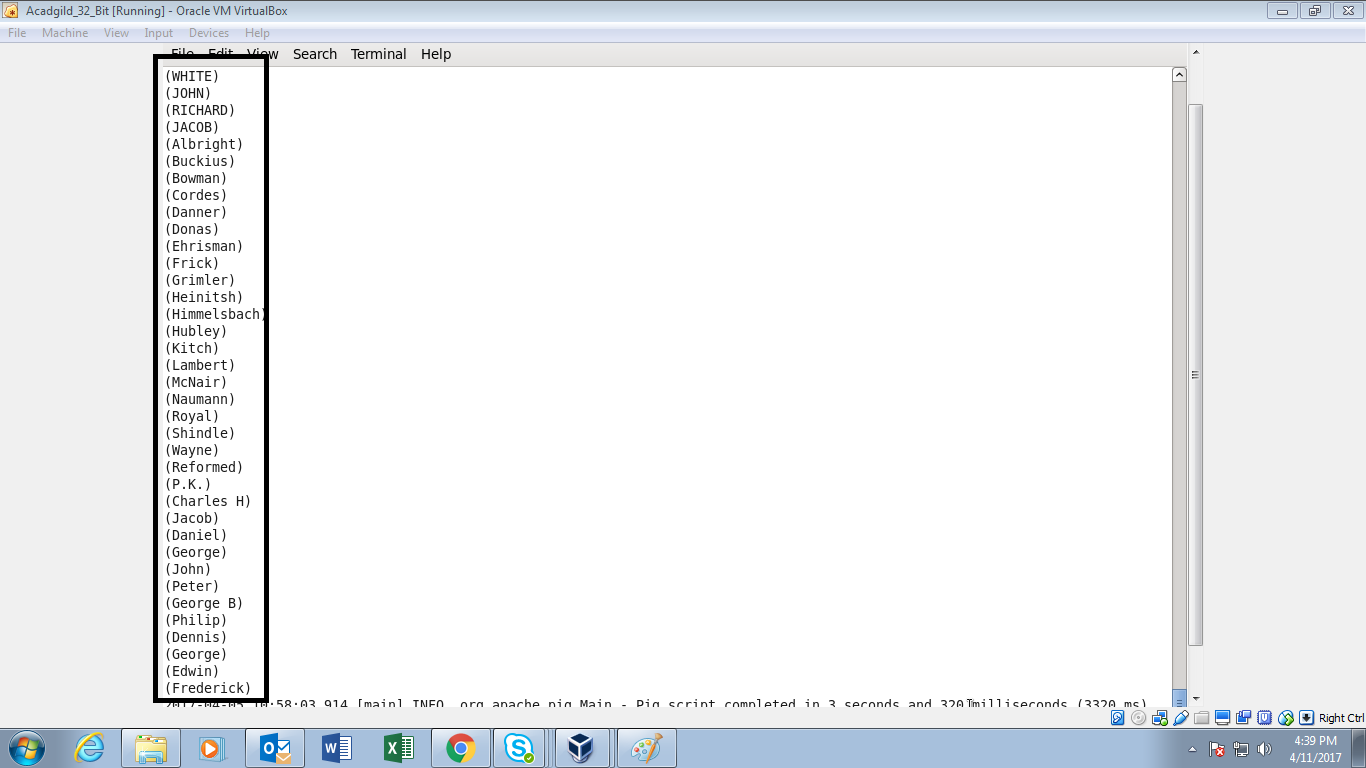 Acadgild_32_Bit [Running] - Oracle VM VirtualBox
File Machine View Input Devices Help
File Edit View Search Terminal Help
(WHITE)
(JOHN)
(RICHARD)
(JACOB)
(Albright)
(Buckius)
(Bowman)
(Cordes)
(Danner)
(Donas)
(Ehrisman)
(Frick)
(Grimler)
(Heinitsh)
(Himmelsbach)
(Hubley)
(Kitch)
(Lambert)
(McNair)
(Naumann)
(Royal)
(Shindle)
(Wayne)
(Reformed)
(P.K.)
(Charles H)
(Jacob)
(Daniel)
(George)
(John)
(Peter)
(George B)
(Philip)
(Dennis)
(George)
(Edwin)
(Frederick)
2017-04-05 10:58:03,914 [main] INFO  org.apache.pig.Main - Pig script completed in 3 seconds and 320 milliseconds (3320 ms)
Right Ctrl
4:39 PM
4/11/2017